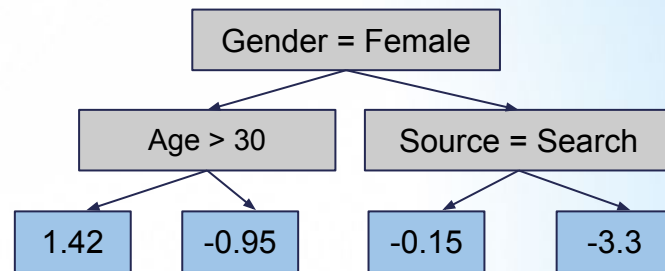 Gender = Female
Age > 30
Source = Search
1.42
-0.95
-0.15
-3.3